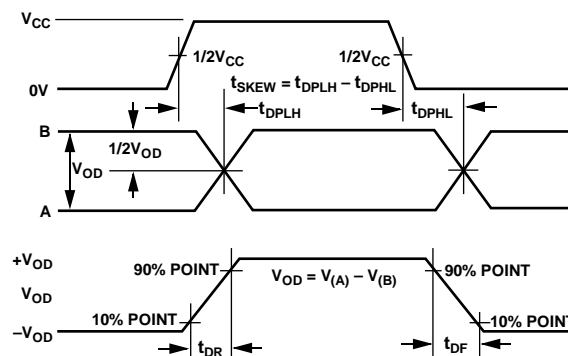 VCC
1/2VCC
1/2VCC
0V
tSKEW = tDPLH – tDPHL
tDPLH
tDPHL
B
1/2VOD
VOD
A
+VOD
90% POINT
VOD = V(A) – V(B)
90% POINT
VOD
10% POINT
10% POINT
–VOD
tDR
tDF